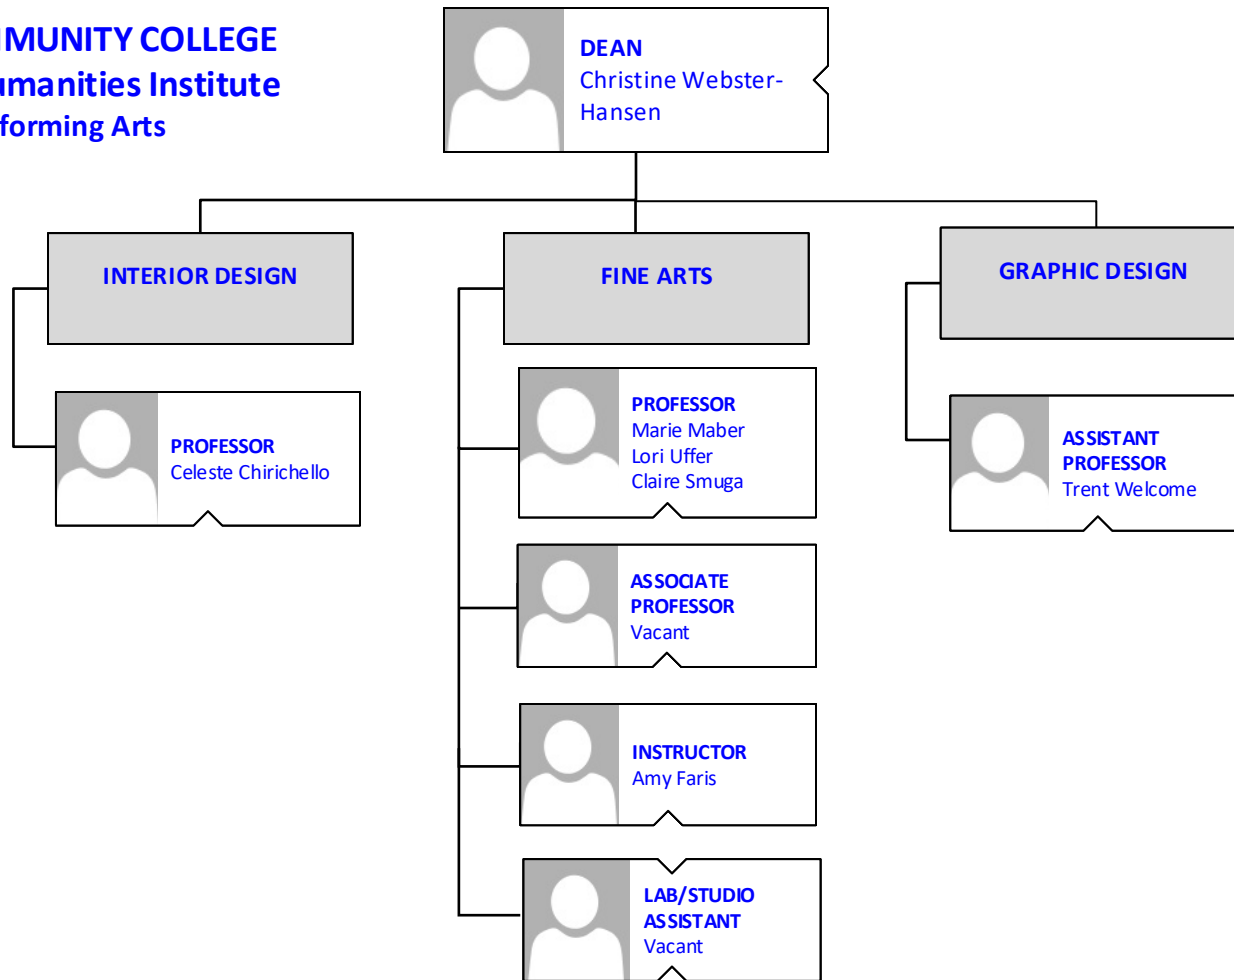 MMUNITY COLLEGE
umanities Institute
forming Arts
DEAN
Christine Webster-
Hansen
INTERIOR DESIGN
FINE ARTS
GRAPHIC DESIGN
PROFESSOR
Celeste Chirichello
PROFESSOR
Marie Maber
Lori Uffer
Claire Smuga
ASSISTANT
PROFESSOR
Trent Welcome
ASSOCIATE
PROFESSOR
Vacant
INSTRUCTOR
Amy Faris
LAB/STUDIO
ASSISTANT
Vacant